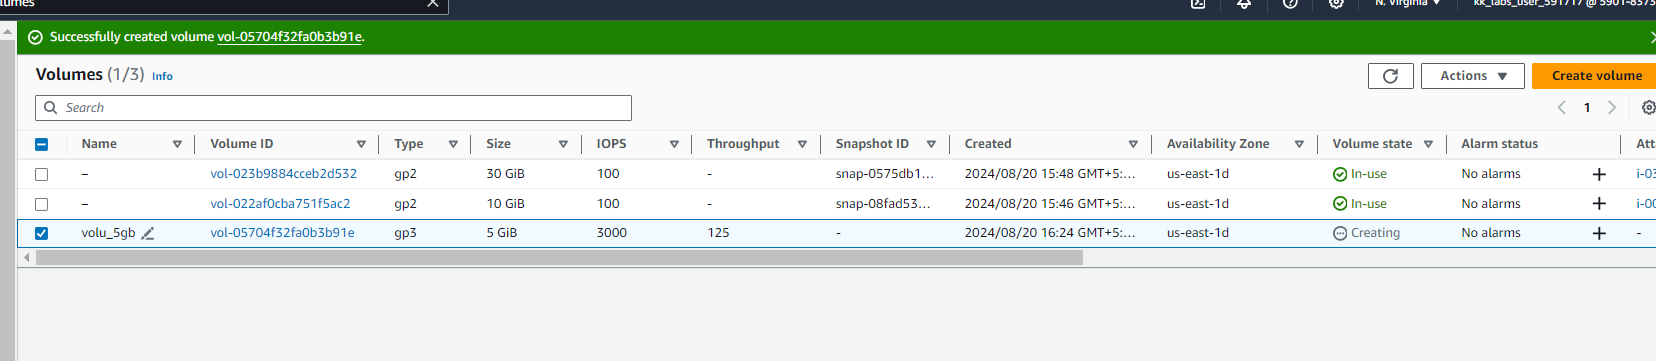 lumes
N. Virginia
kk_labs_user_591717 @ 5901-8373
Successfully created volume vol-05704f32fa0b3b91e.
Volumes (1/3) Info
Actions
Create volume
Search
1
Name Volume ID Type Size IOPS Throughput Snapshot ID Created Availability Zone Volume state Alarm status Att
– vol-023b9884cceb2d532 gp2 30 GiB 100 - snap-0575db1... 2024/08/20 15:48 GMT+5:... us-east-1d In-use No alarms + i-03
– vol-022af0cba751f5ac2 gp2 10 GiB 100 - snap-08fad53... 2024/08/20 15:46 GMT+5:... us-east-1d In-use No alarms + i-00
volu_5gb vol-05704f32fa0b3b91e gp3 5 GiB 3000 125 - 2024/08/20 16:24 GMT+5:... us-east-1d Creating No alarms + -